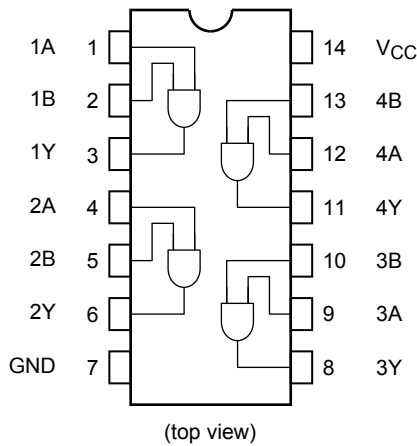 1A 1 14 VCC
1B 2 13 4B
1Y 3 12 4A
2A 4 11 4Y
2B 5 10 3B
2Y 6 9 3A
GND 7 8 3Y
(top view)